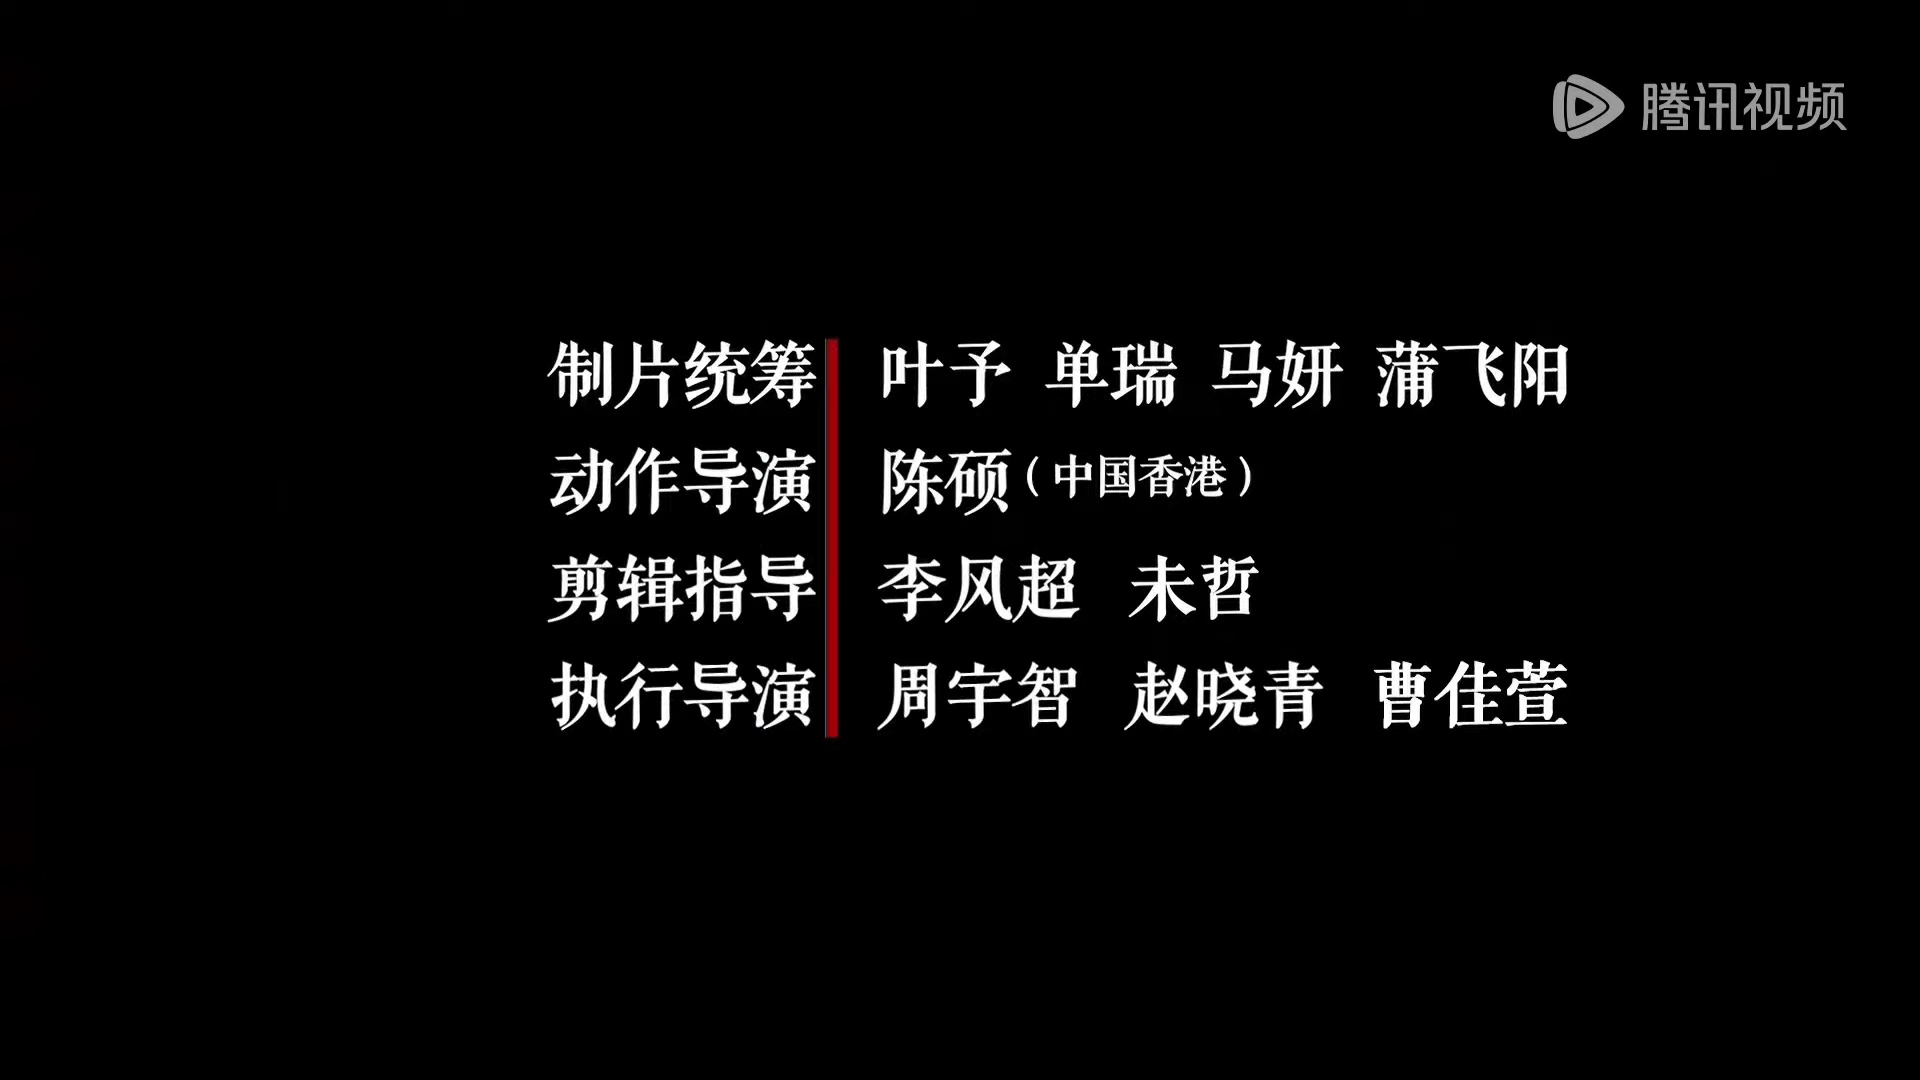 腾讯视频
制片统筹 叶予 单瑞 马妍 蒲飞阳
动作导演 陈硕（中国香港）
剪辑指导 李风超 未哲
执行导演 周宇智 赵晓青 曹佳萱